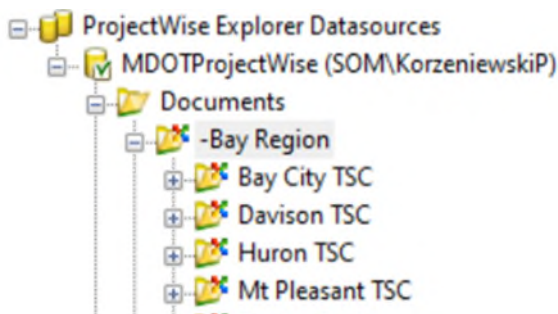 ProjectWise Explorer Datasources
MDOTProjectWise (SOM\KorzeniewskiP)
Documents
-Bay Region
Bay City TSC
Davison TSC
Huron TSC
Mt Pleasant TSC